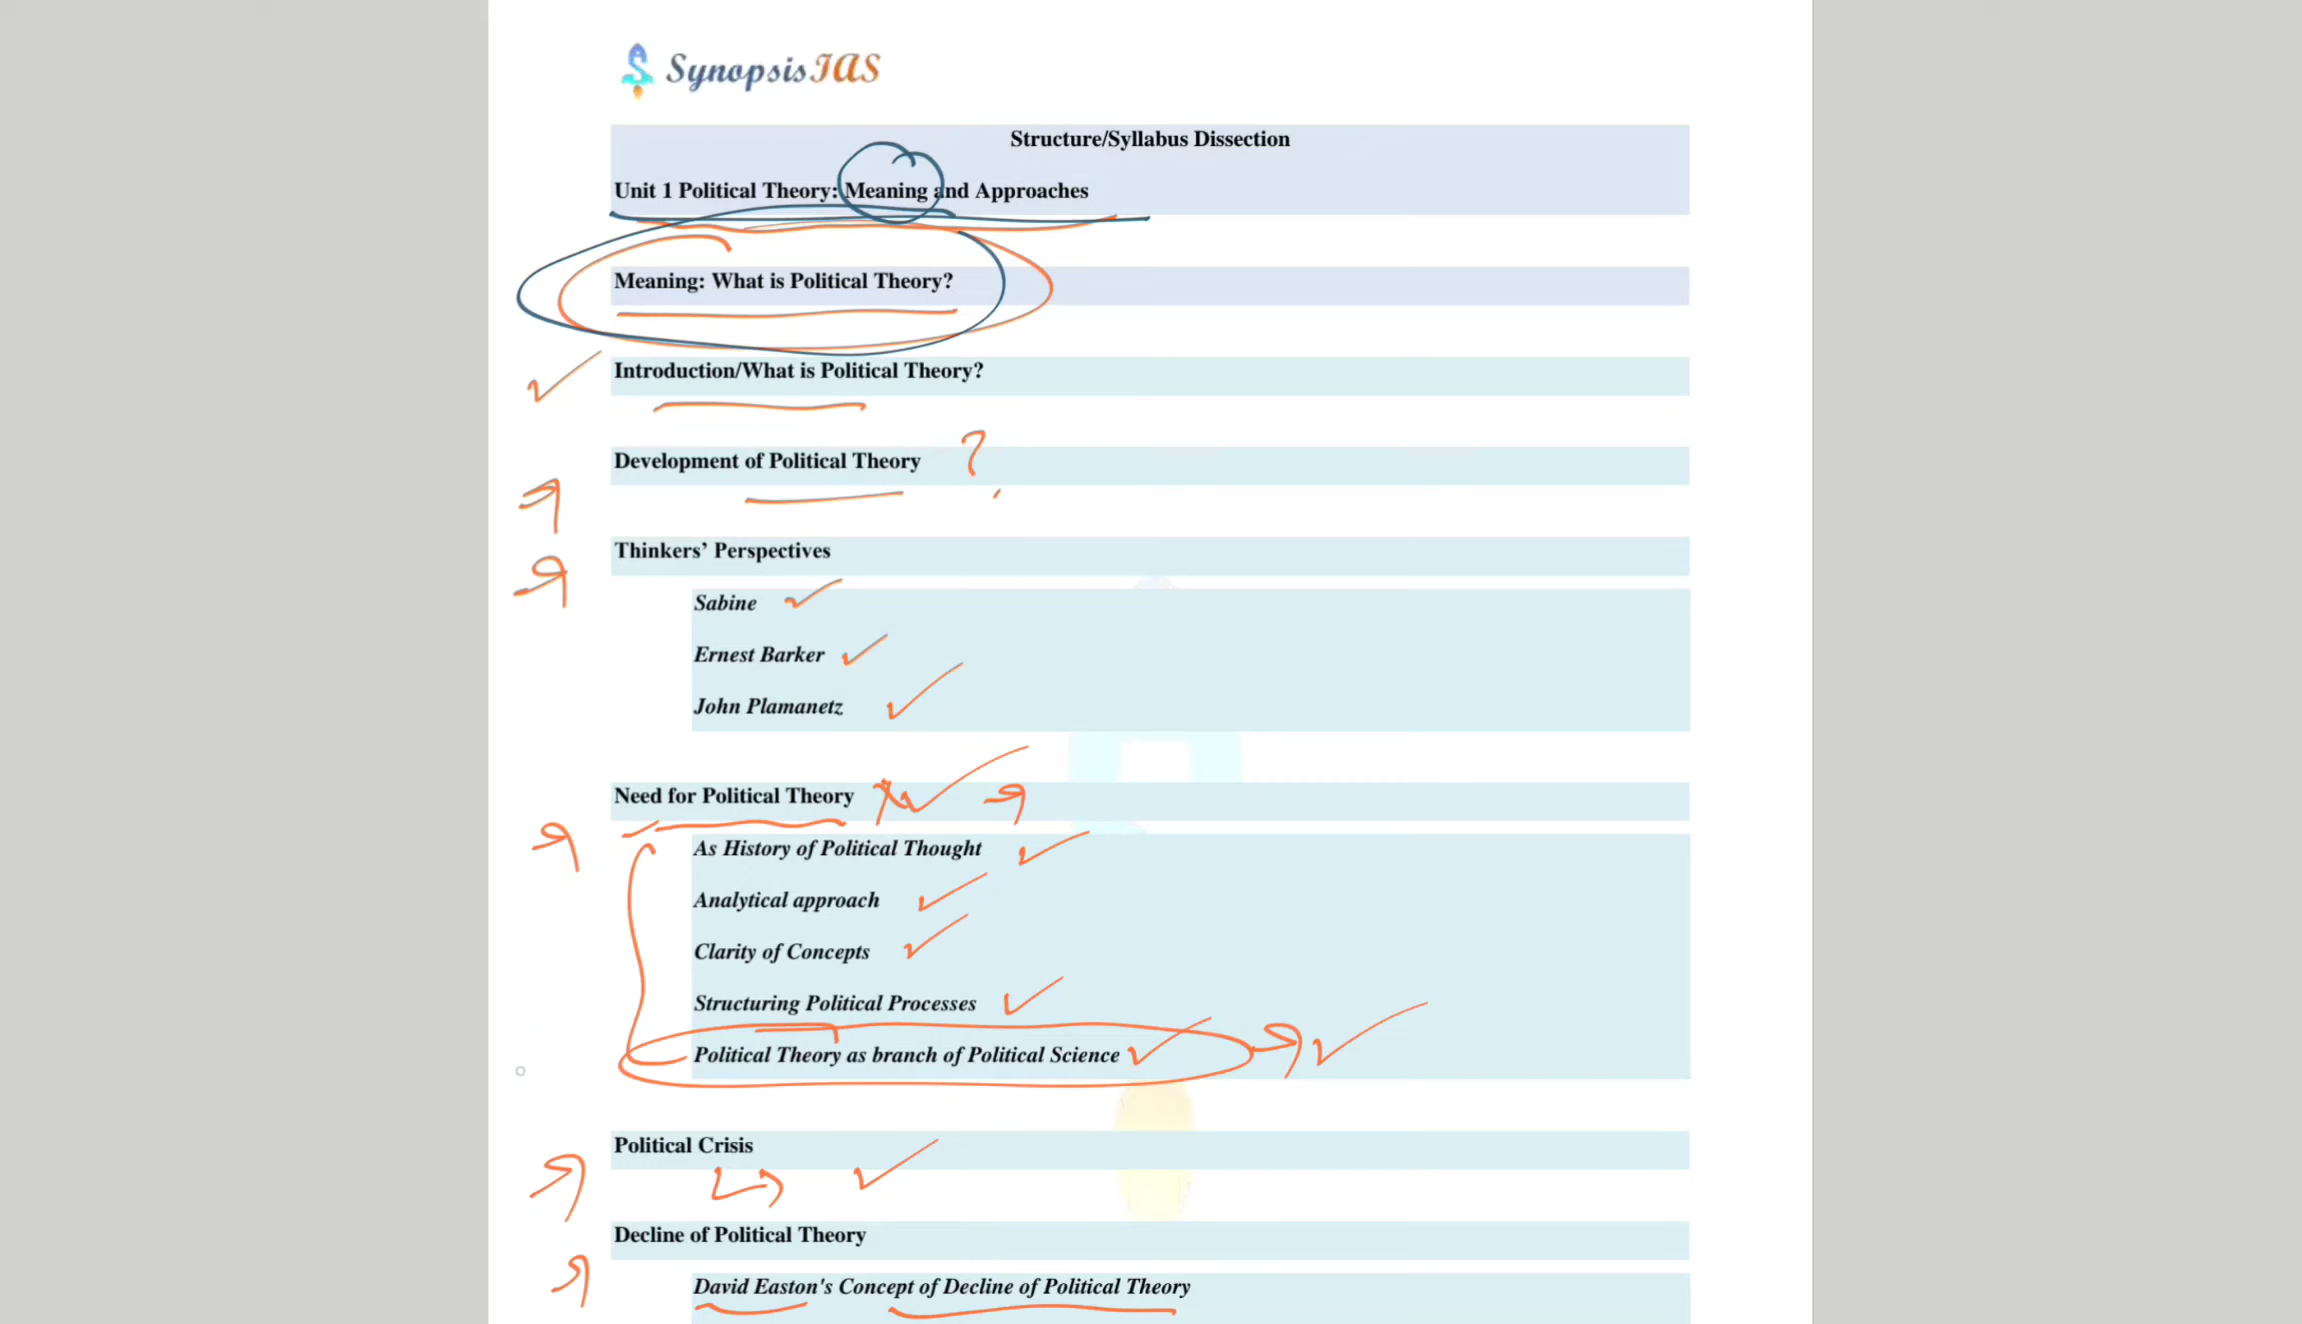 SynopsisIAS
Structure/Syllabus Dissection
Unit 1 Political Theory: Meaning and Approaches
Meaning: What is Political Theory?
Introduction/What is Political Theory?
Development of Political Theory ?
Thinkers’ Perspectives
Sabine
Ernest Barker
John Plamanetz
Need for Political Theory
As History of Political Thought
Analytical approach
Clarity of Concepts
Structuring Political Processes
Political Theory as branch of Political Science
Political Crisis
Decline of Political Theory
David Easton's Concept of Decline of Political Theory